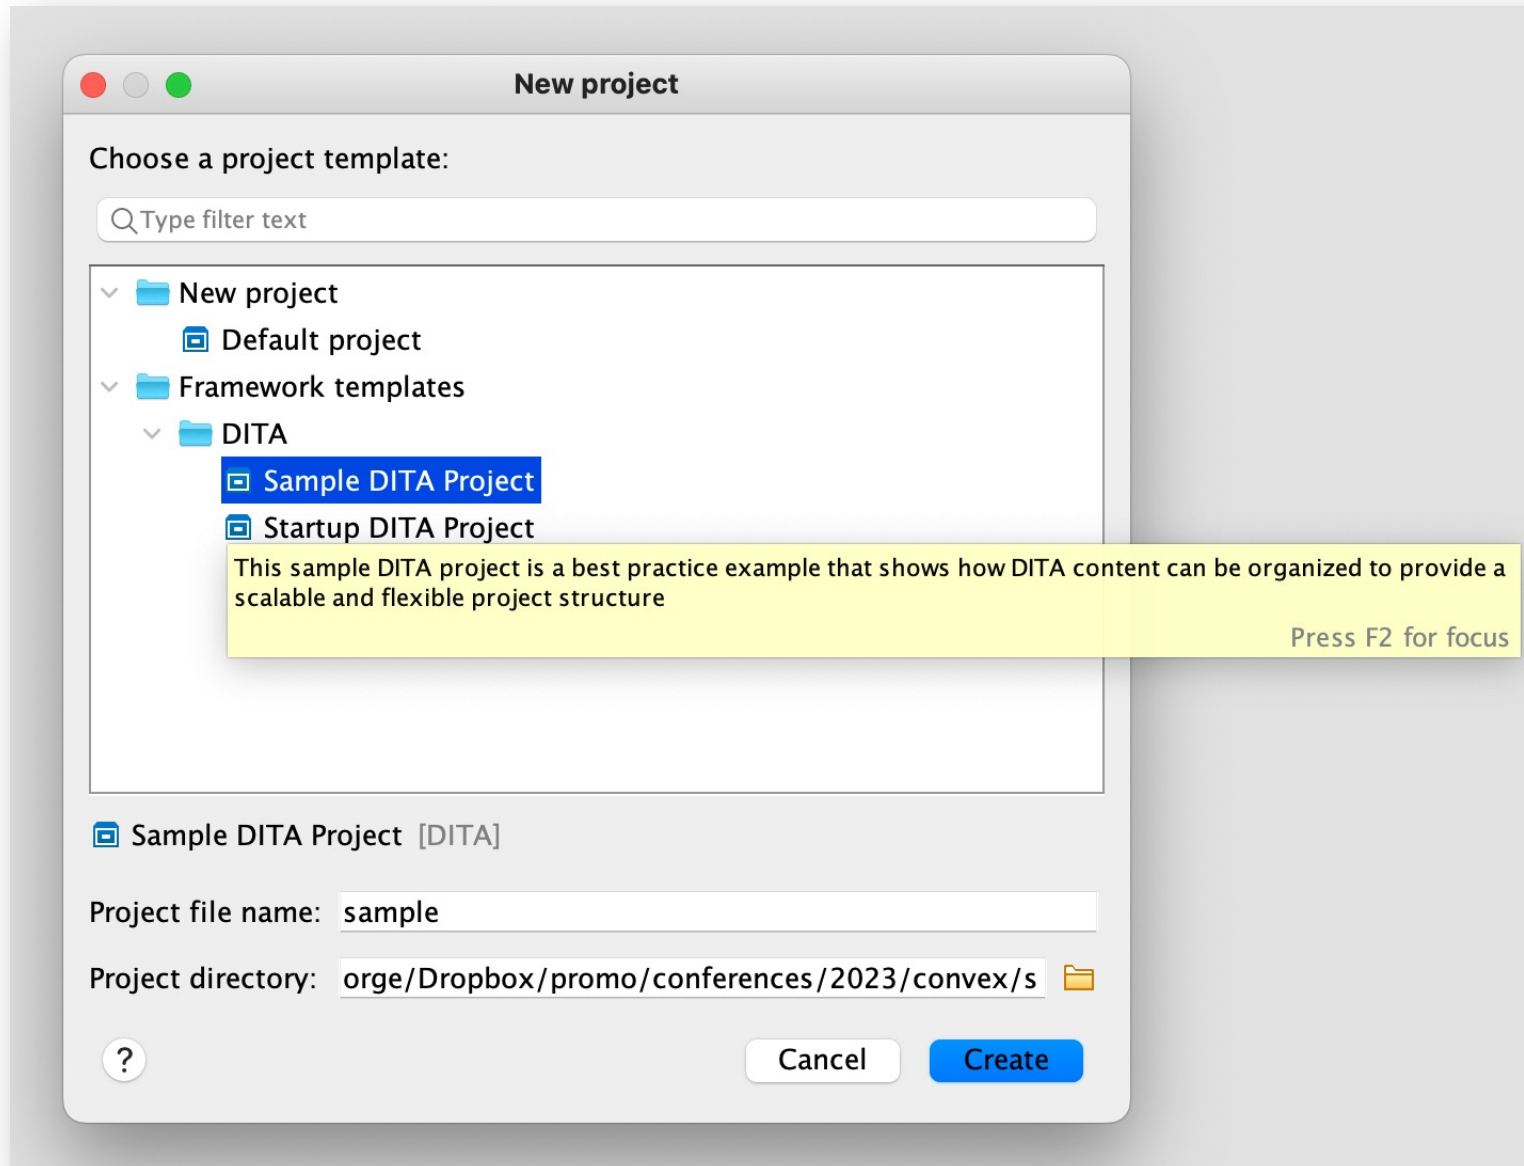 New project
Choose a project template:
Type filter text
New project
Default project
Framework templates
DITA
Sample DITA Project
Startup DITA Project
This sample DITA project is a best practice example that shows how DITA content can be organized to provide a
scalable and flexible project structure
Press F2 for focus
Sample DITA Project [DITA]
Project file name: sample
Project directory: orge/Dropbox/promo/conferences/2023/convex/s
? Cancel Create